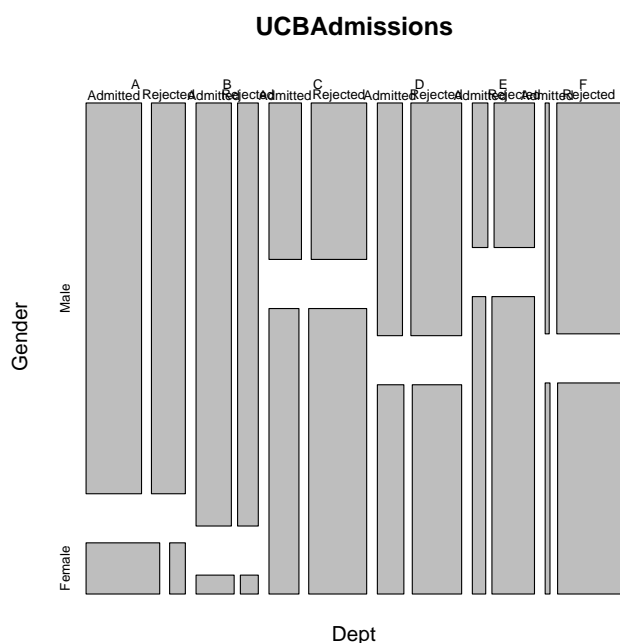 UCBAdmissions
A B C D E F
Admitted Rejected Admitted Rejected Admitted Rejected Admitted Rejected Admitted Rejected Admitted Rejected
Male
Gender
Female
Dept